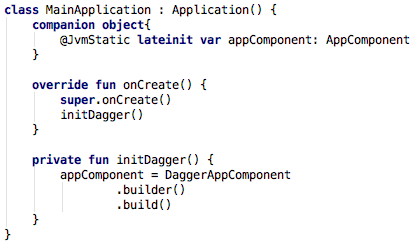 class MainApplication : Application() {
    companion object{
        @JvmStatic lateinit var appComponent: AppComponent
    }

    override fun onCreate() {
        super.onCreate()
        initDagger()
    }

    private fun initDagger() {
        appComponent = DaggerAppComponent
                .builder()
                .build()
    }
}